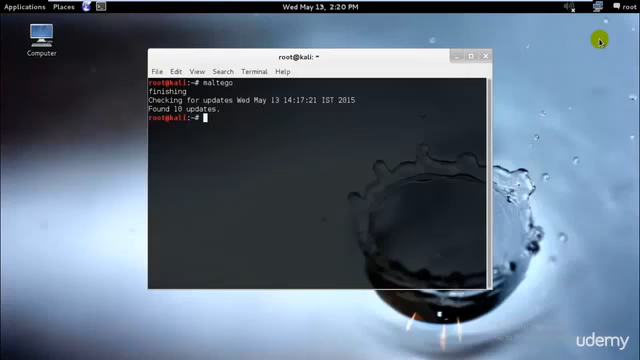 Applications Places Wed May 13, 2:20 PM root
Computer
root@kali: ~
File Edit View Search Terminal Help
root@kali:~# maltego
finishing
Checking for updates Wed May 13 14:17:21 IST 2015
Found 10 updates.
root@kali:~#
udemy